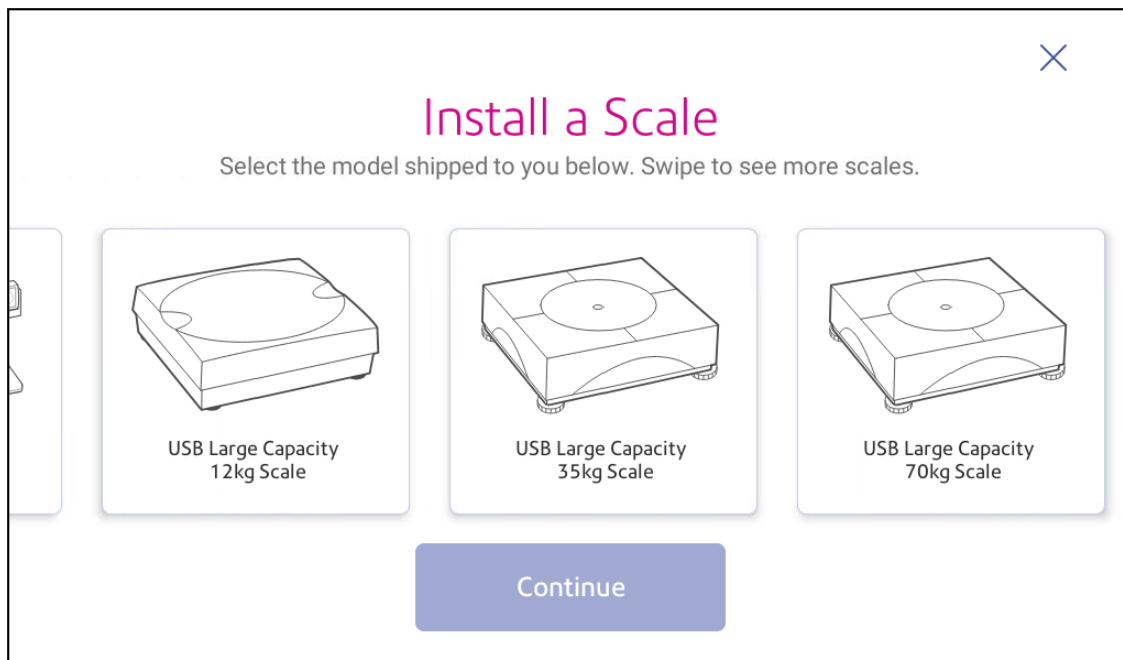 Install a Scale
Select the model shipped to you below. Swipe to see more scales.
USB Large Capacity
12kg Scale
USB Large Capacity
35kg Scale
USB Large Capacity
70kg Scale
Continue